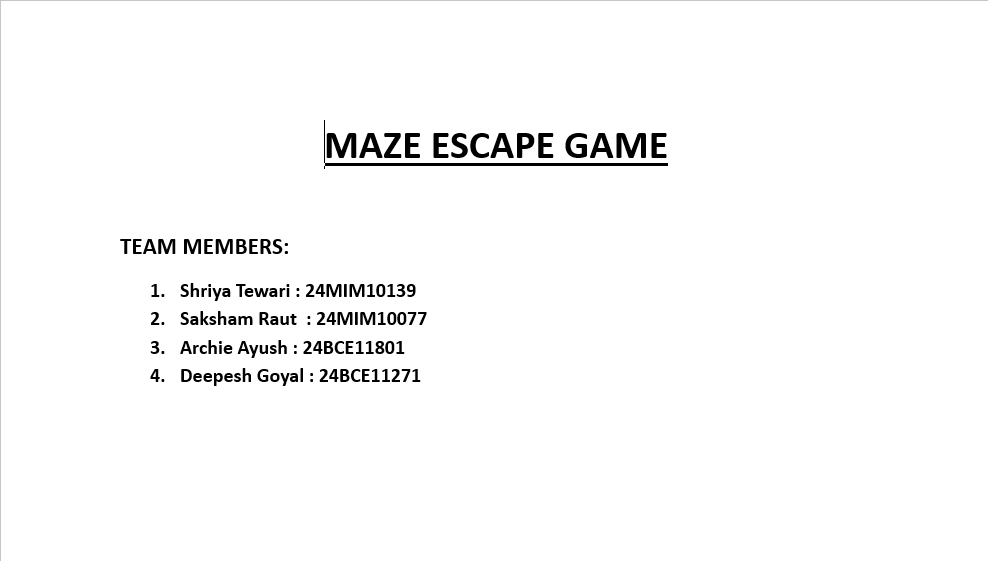 MAZE ESCAPE GAME
TEAM MEMBERS:
1. Shriya Tewari : 24MIM10139
2. Saksham Raut  : 24MIM10077
3. Archie Ayush : 24BCE11801
4. Deepesh Goyal : 24BCE11271